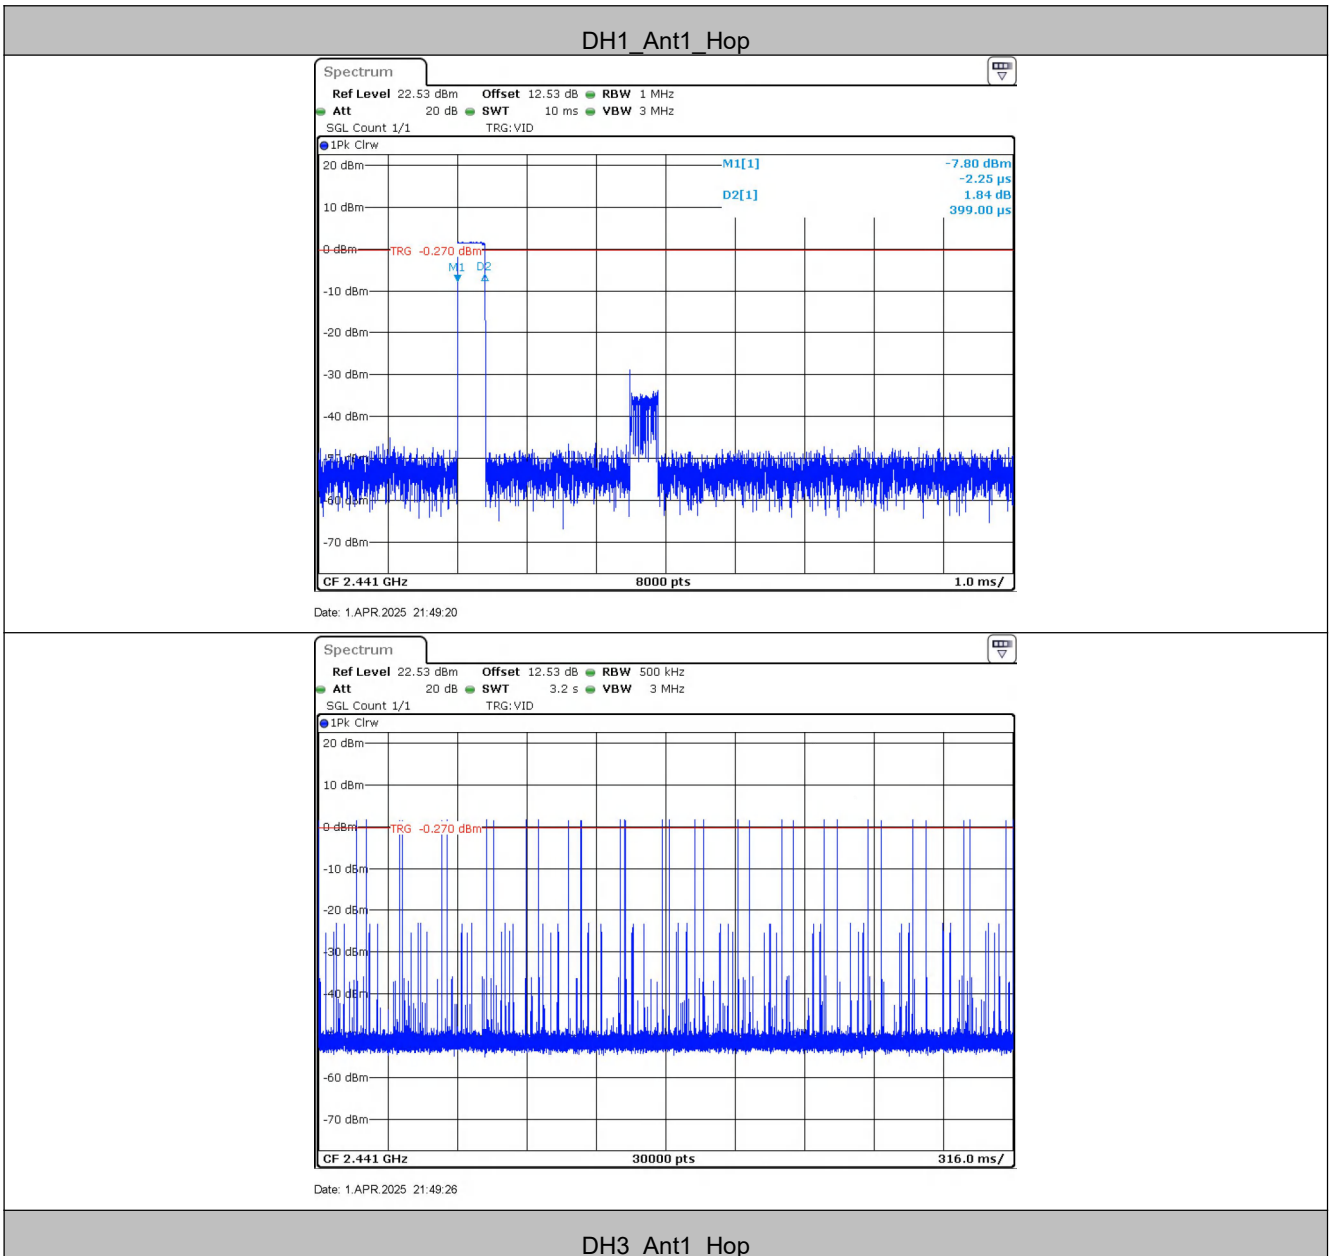 DH1_Ant1_Hop
Spectrum
Ref Level 22.53 dBm Offset 12.53 dB RBW 1 MHz
Att 20 dB SWT 10 ms VBW 3 MHz
SGL Count 1/1 TRG:VID
1Pk Clrw
20 dBm M1[1] -7.80 dBm
-2.25 µs
D2[1] 1.84 dB
10 dBm 399.00 µs
0 dBm TRG -0.270 dBm
M1 D2
-10 dBm
-20 dBm
-30 dBm
-40 dBm
-50 dBm
-60 dBm
-70 dBm
CF 2.441 GHz 8000 pts 1.0 ms/
Date: 1.APR.2025 21:49:20
Spectrum
Ref Level 22.53 dBm Offset 12.53 dB RBW 500 kHz
Att 20 dB SWT 3.2 s VBW 3 MHz
SGL Count 1/1 TRG:VID
1Pk Clrw
20 dBm
10 dBm
0 dBm TRG -0.270 dBm
-10 dBm
-20 dBm
-30 dBm
-40 dBm
-60 dBm
-70 dBm
CF 2.441 GHz 30000 pts 316.0 ms/
Date: 1.APR.2025 21:49:26
DH3_Ant1_Hop